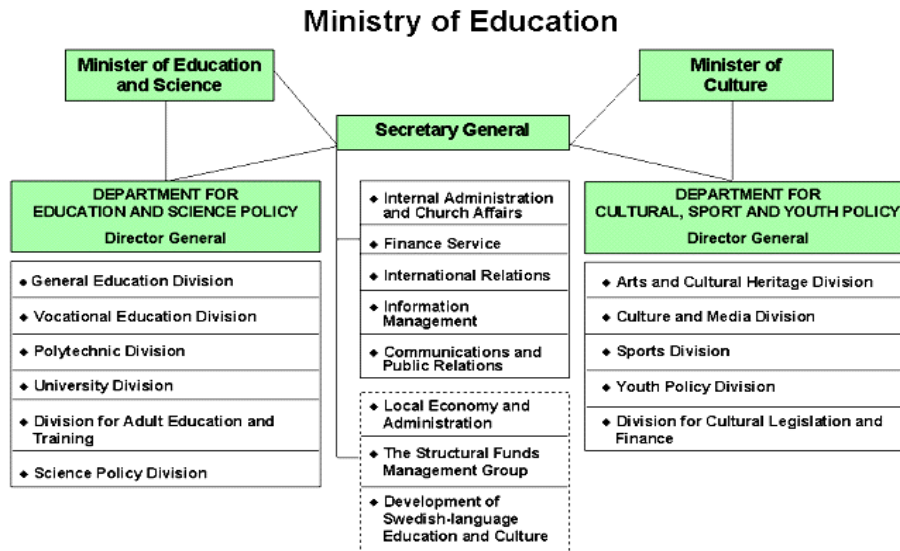 Ministry of Education
Minister of Education
and Science
Minister of
Culture
Secretary General
DEPARTMENT FOR
EDUCATION AND SCIENCE POLICY
Director General
◆ General Education Division
◆ Vocational Education Division
◆ Polytechnic Division
◆ University Division
◆ Division for Adult Education and
Training
◆ Science Policy Division
◆ Internal Administration
and Church Affairs
◆ Finance Service
◆ International Relations
◆ Information
Management
◆ Communications and
Public Relations
◆ Local Economy and
Administration
◆ The Structural Funds
Management Group
◆ Development of
Swedish-language
Education and Culture
DEPARTMENT FOR
CULTURAL, SPORT AND YOUTH POLICY
Director General
◆ Arts and Cultural Heritage Division
◆ Culture and Media Division
◆ Sports Division
◆ Youth Policy Division
◆ Division for Cultural Legislation and
Finance